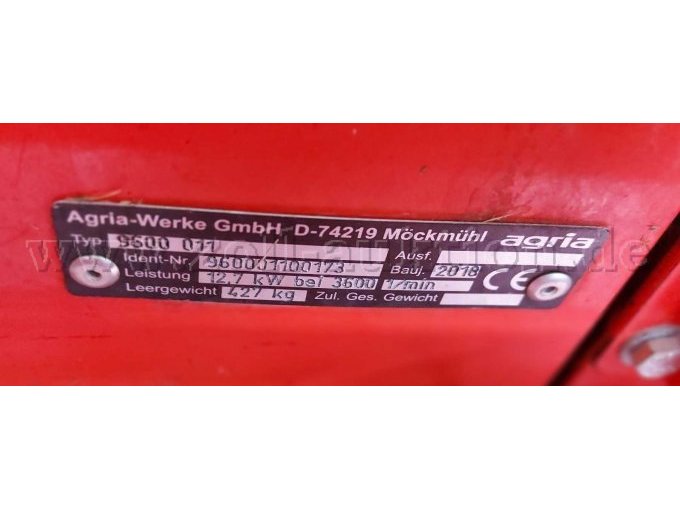 Agria-Werke GmbH, D-74219 Möckmühl agria
Typ 9600 011 Ausf.
Ident-Nr. Bauj. 2018
Leistung 12,7 kW bei 3600 1/min CE
Leergewicht 427 kg Zul. Ges. Gewicht